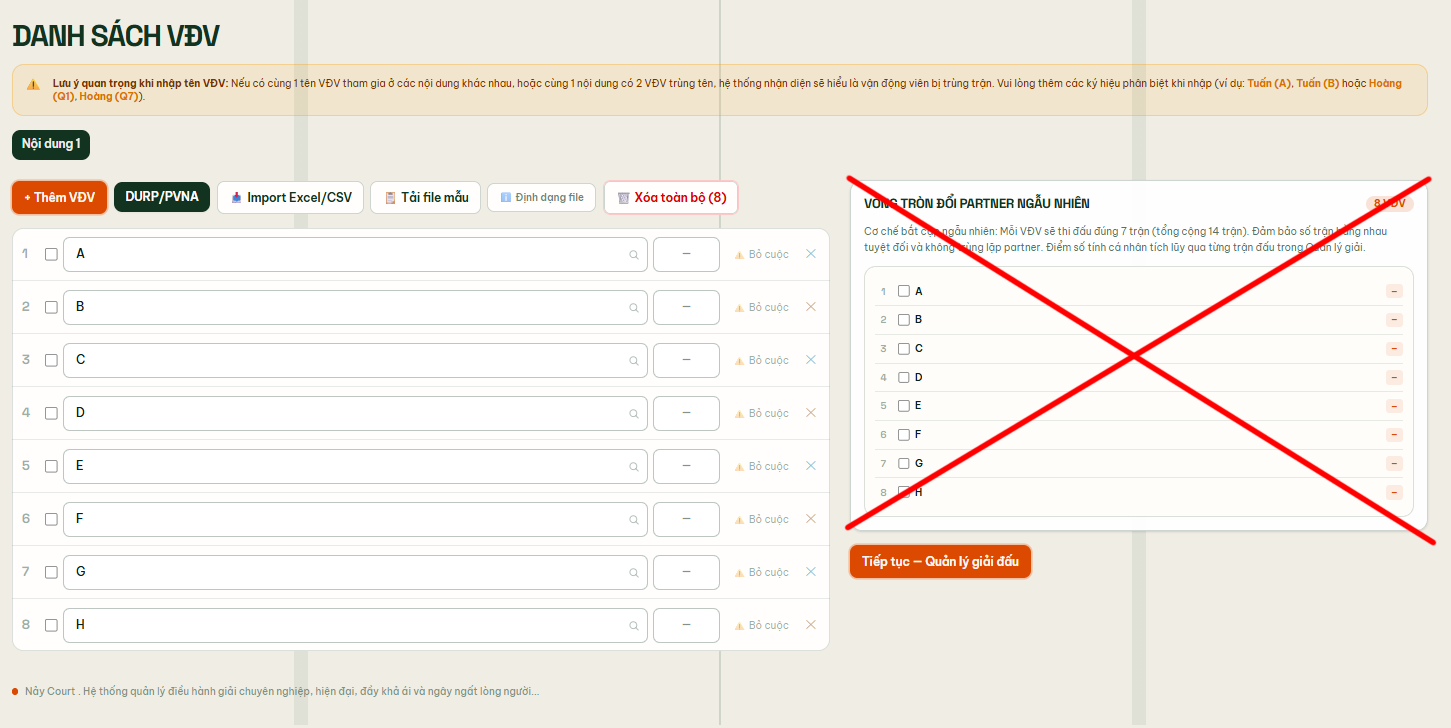 DANH SÁCH VĐV
Lưu ý quan trọng khi nhập tên VĐV: Nếu có cùng 1 tên VĐV tham gia ở các nội dung khác nhau, hoặc cùng 1 nội dung có 2 VĐV trùng tên, hệ thống nhận diện sẽ hiểu là vận động viên bị trùng trận. Vui lòng thêm các ký hiệu phân biệt khi nhập (ví dụ: Tuấn (A), Tuấn (B) hoặc Hoàng
(Q1), Hoàng (Q7)).
Nội dung 1
+ Thêm VĐV DURP/PVNA Import Excel/CSV Tải file mẫu Định dạng file Xóa toàn bộ (8)
1 A – Bỏ cuộc
2 B – Bỏ cuộc
3 C – Bỏ cuộc
4 D – Bỏ cuộc
5 E – Bỏ cuộc
6 F – Bỏ cuộc
7 G – Bỏ cuộc
8 H – Bỏ cuộc
VÒNG TRÒN ĐỔI PARTNER NGẪU NHIÊN 8 VĐV
Cơ chế bắt cặp ngẫu nhiên: Mỗi VĐV sẽ thi đấu đúng 7 trận (tổng cộng 14 trận). Đảm bảo số trận bằng nhau
tuyệt đối và không trùng lặp partner. Điểm số tính cá nhân tích lũy qua từng trận đấu trong Quản lý giải.
1 A –
2 B –
3 C –
4 D –
5 E –
6 F –
7 G –
8 H –
Tiếp tục — Quản lý giải đấu
Nảy Court . Hệ thống quản lý điều hành giải chuyên nghiệp, hiện đại, đầy khả ái và ngày ngất lòng người...